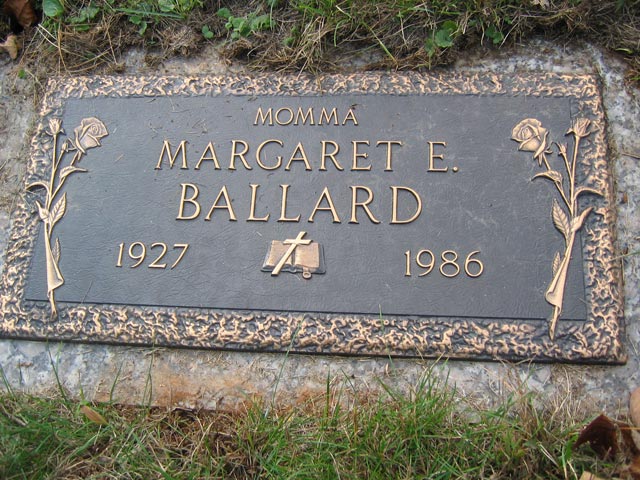 MOMMA
MARGARET E.
BALLARD
1927 1986